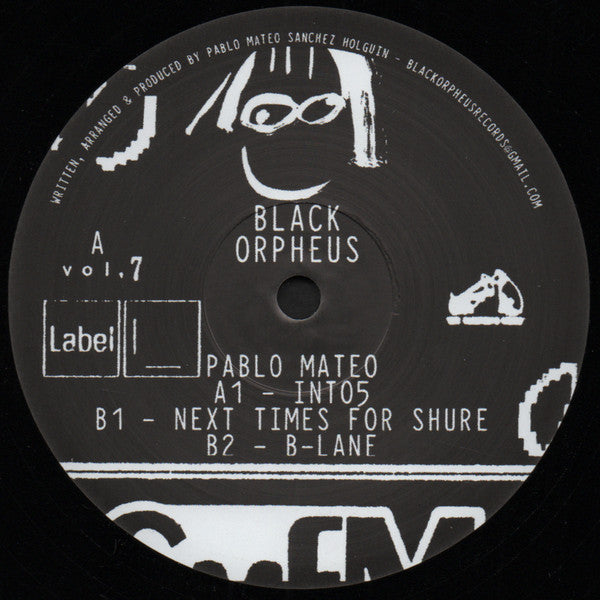 WRITTEN, ARRANGED & PRODUCED BY PABLO MATEO SANCHEZ HOLGUIN - BLACKORPHEUSRECORDS@GMAIL.COM
BLACK
ORPHEUS
A
vol.7
Label
PABLO MATEO
A1 - INTO5
B1 - NEXT TIMES FOR SHURE
B2 - B-LANE